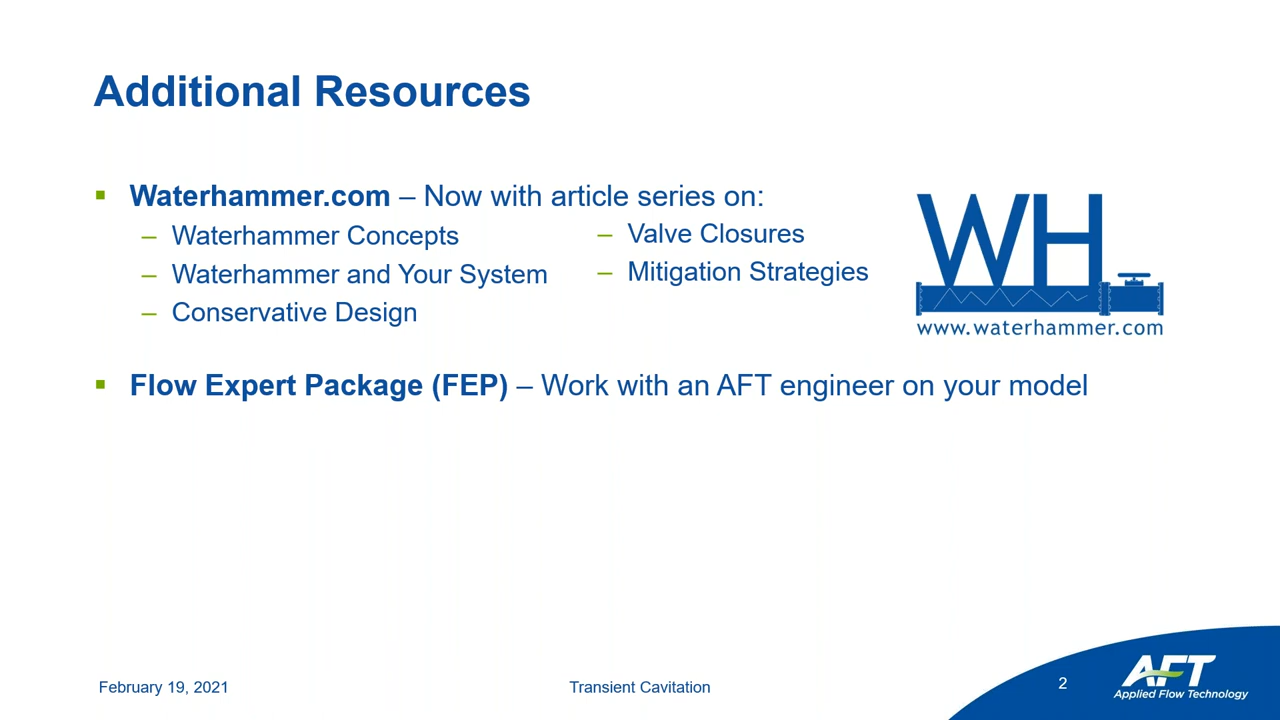 Additional Resources
▪ Waterhammer.com – Now with article series on:
– Waterhammer Concepts
– Waterhammer and Your System
– Conservative Design
– Valve Closures
– Mitigation Strategies
WH
www.waterhammer.com
▪ Flow Expert Package (FEP) – Work with an AFT engineer on your model
February 19, 2021
Transient Cavitation
2
AFT
Applied Flow Technology